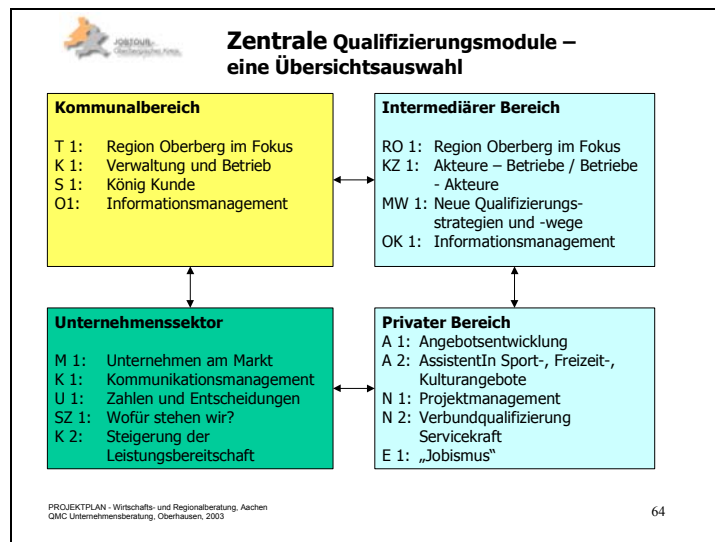 JOBTOUR-
Oberbergischer Kreis
Zentrale Qualifizierungsmodule –
eine Übersichtsauswahl
Kommunalbereich
T 1: Region Oberberg im Fokus
K 1: Verwaltung und Betrieb
S 1: König Kunde
O1: Informationsmanagement
Intermediärer Bereich
RO 1: Region Oberberg im Fokus
KZ 1: Akteure – Betriebe / Betriebe
- Akteure
MW 1: Neue Qualifizierungs-
strategien und -wege
OK 1: Informationsmanagement
Unternehmenssektor
M 1: Unternehmen am Markt
K 1: Kommunikationsmanagement
U 1: Zahlen und Entscheidungen
SZ 1: Wofür stehen wir?
K 2: Steigerung der
Leistungsbereitschaft
Privater Bereich
A 1: Angebotsentwicklung
A 2: AssistentIn Sport-, Freizeit-,
Kulturangebote
N 1: Projektmanagement
N 2: Verbundqualifizierung
Servicekraft
E 1: „Jobismus“
PROJEKTPLAN - Wirtschafts- und Regionalberatung, Aachen
QMC Unternehmensberatung, Oberhausen, 2003
64